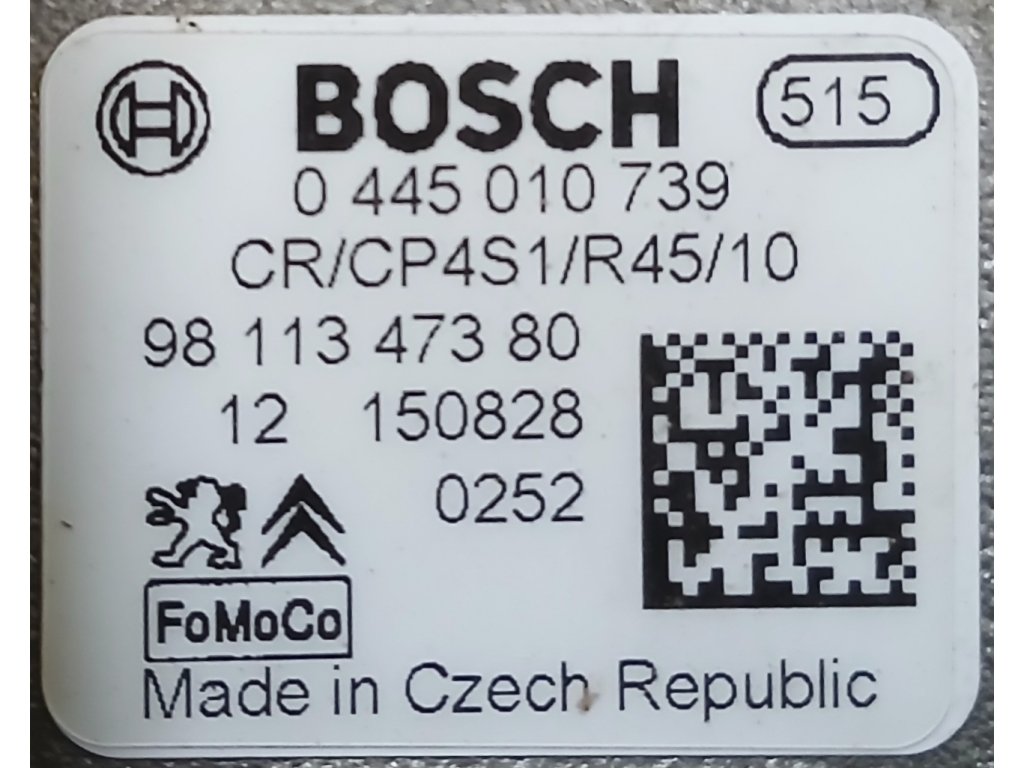 BOSCH 515
0 445 010 739
CR/CP4S1/R45/10
98 113 473 80
12 150828
0252
FoMoCo
Made in Czech Republic